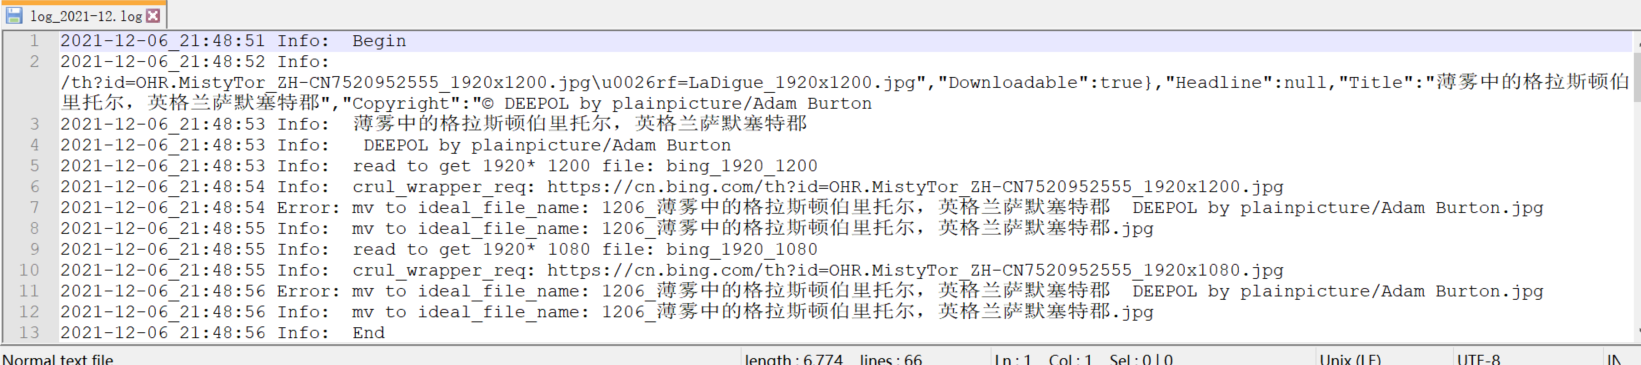 log_2021-12.log
1 2021-12-06_21:48:51 Info:  Begin
2 2021-12-06_21:48:52 Info:
/th?id=OHR.MistyTor_ZH-CN7520952555_1920x1200.jpg\u0026rf=LaDigue_1920x1200.jpg","Downloadable":true},"Headline":null,"Title":"薄雾中的格拉斯顿伯
里托尔，英格兰萨默塞特郡","Copyright":"© DEEPOL by plainpicture/Adam Burton
3 2021-12-06_21:48:53 Info:  薄雾中的格拉斯顿伯里托尔，英格兰萨默塞特郡
4 2021-12-06_21:48:53 Info:   DEEPOL by plainpicture/Adam Burton
5 2021-12-06_21:48:53 Info:  read to get 1920* 1200 file: bing_1920_1200
6 2021-12-06_21:48:54 Info:  crul_wrapper_req: https://cn.bing.com/th?id=OHR.MistyTor_ZH-CN7520952555_1920x1200.jpg
7 2021-12-06_21:48:54 Error: mv to ideal_file_name: 1206_薄雾中的格拉斯顿伯里托尔，英格兰萨默塞特郡  DEEPOL by plainpicture/Adam Burton.jpg
8 2021-12-06_21:48:55 Info:  mv to ideal_file_name: 1206_薄雾中的格拉斯顿伯里托尔，英格兰萨默塞特郡.jpg
9 2021-12-06_21:48:55 Info:  read to get 1920* 1080 file: bing_1920_1080
10 2021-12-06_21:48:55 Info:  crul_wrapper_req: https://cn.bing.com/th?id=OHR.MistyTor_ZH-CN7520952555_1920x1080.jpg
11 2021-12-06_21:48:56 Error: mv to ideal_file_name: 1206_薄雾中的格拉斯顿伯里托尔，英格兰萨默塞特郡  DEEPOL by plainpicture/Adam Burton.jpg
12 2021-12-06_21:48:56 Info:  mv to ideal_file_name: 1206_薄雾中的格拉斯顿伯里托尔，英格兰萨默塞特郡.jpg
13 2021-12-06_21:48:56 Info:  End
Normal text file length : 6,774 lines : 66 Ln : 1 Col : 1 Sel : 0 | 0 Unix (LF) UTF-8 IN